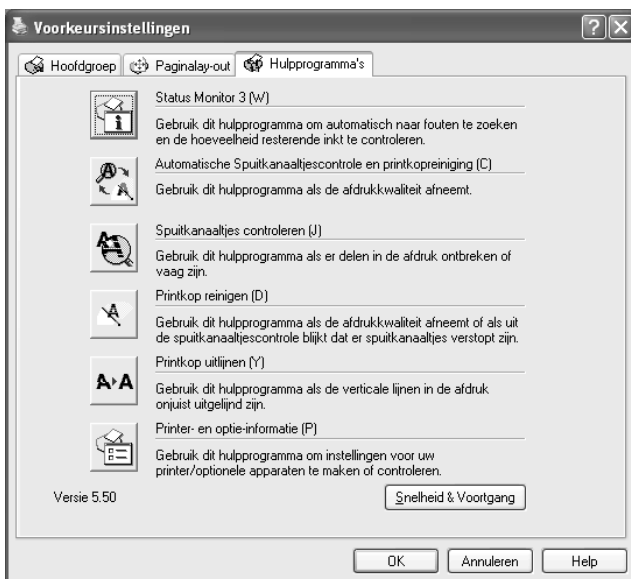 Voorkeursinstellingen
Hoofdgroep Paginalay-out Hulpprogramma's
Status Monitor 3 (W)
Gebruik dit hulpprogramma om automatisch naar fouten te zoeken
en de hoeveelheid resterende inkt te controleren.
Automatische Spuitkanaaltjescontrole en printkopreiniging (C)
Gebruik dit hulpprogramma als de afdrukkwaliteit afneemt.
Spuitkanaaltjes controleren (J)
Gebruik dit hulpprogramma als er delen in de afdruk ontbreken of
vaag zijn.
Printkop reinigen (D)
Gebruik dit hulpprogramma als de afdrukkwaliteit afneemt of als uit
de spuitkanaaltjescontrole blijkt dat er spuitkanaaltjes verstopt zijn.
Printkop uitlijnen (Y)
Gebruik dit hulpprogramma als de verticale lijnen in de afdruk
onjuist uitgelijnd zijn.
Printer- en optie-informatie (P)
Gebruik dit hulpprogramma om instellingen voor uw
printer/optionele apparaten te maken of controleren.
Versie 5.50 Snelheid & Voortgang
OK Annuleren Help